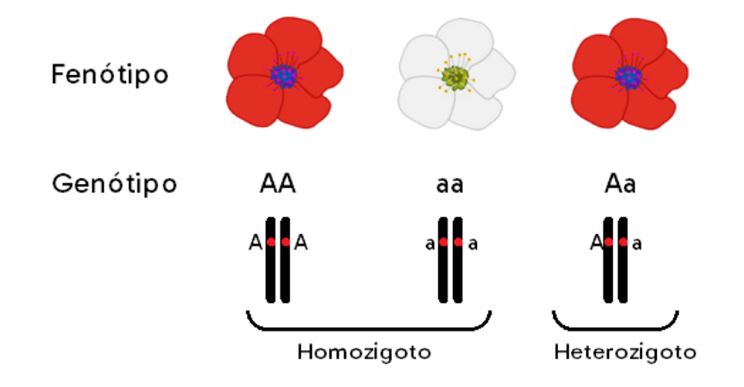 Fenótipo
Genótipo AA aa Aa
A A a a A a
Homozigoto Heterozigoto